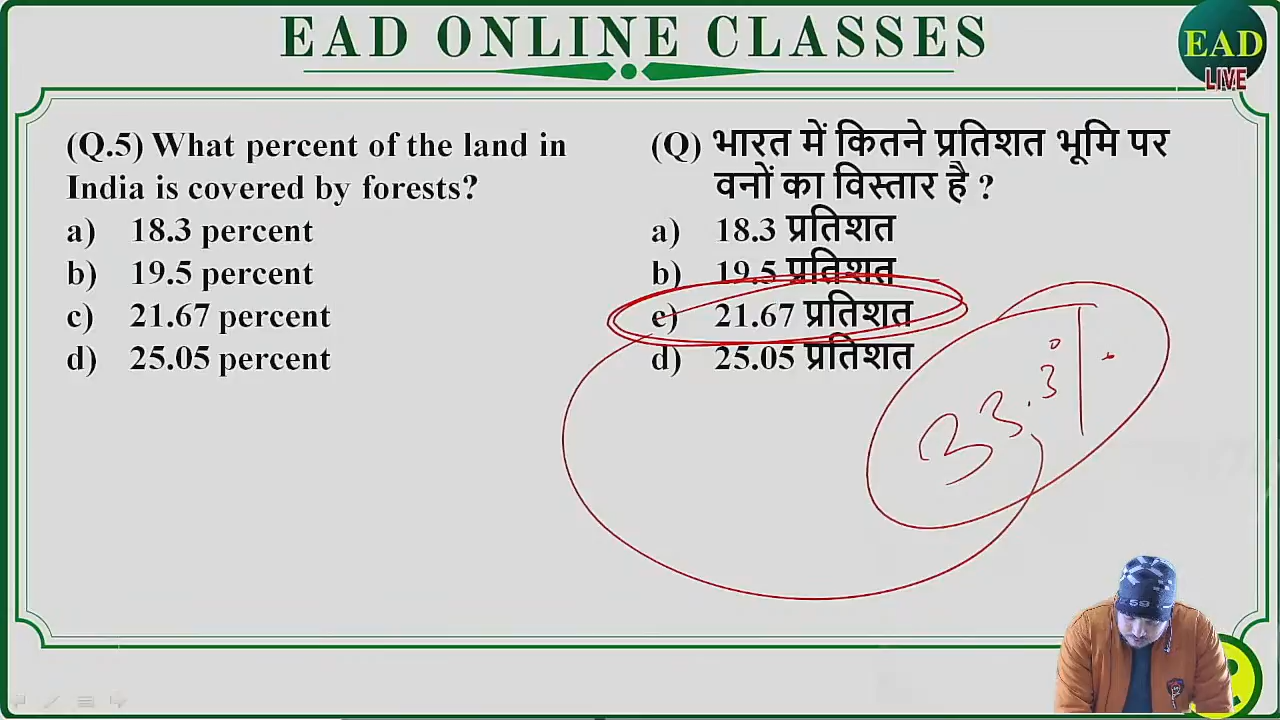 EAD ONLINE CLASSES
EAD
LIVE
(Q.5) What percent of the land in
India is covered by forests?
a) 18.3 percent
b) 19.5 percent
c) 21.67 percent
d) 25.05 percent
(Q) भारत में कितने प्रतिशत भूमि पर
वनों का विस्तार है ?
a) 18.3 प्रतिशत
b) 19.5 प्रतिशत
c) 21.67 प्रतिशत
d) 25.05 प्रतिशत
33.3%
59